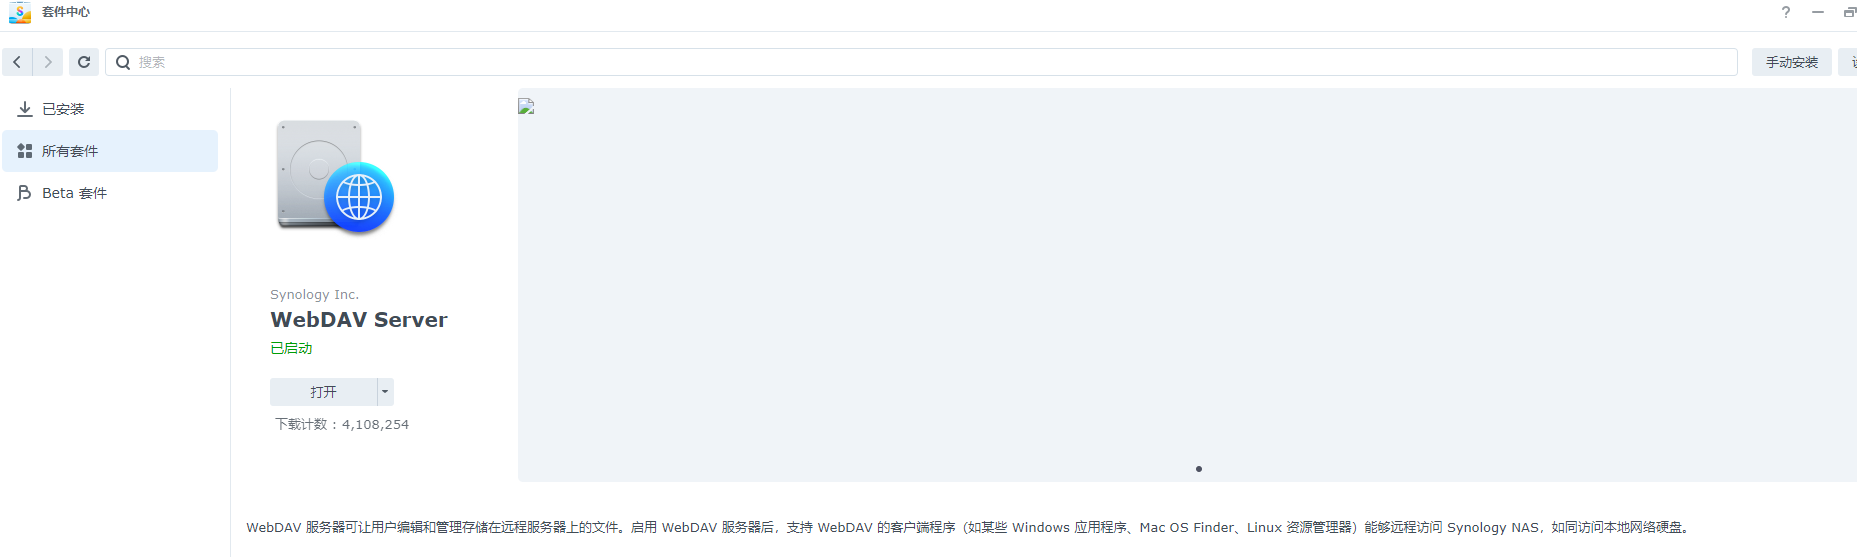 套件中心
搜索
手动安装
已安装
所有套件
Beta 套件
Synology Inc.
WebDAV Server
已启动
打开
下载计数：4,108,254
WebDAV 服务器可让用户编辑和管理存储在远程服务器上的文件。启用 WebDAV 服务器后，支持 WebDAV 的客户端程序（如某些 Windows 应用程序、Mac OS Finder、Linux 资源管理器）能够远程访问 Synology NAS，如同访问本地网络硬盘。